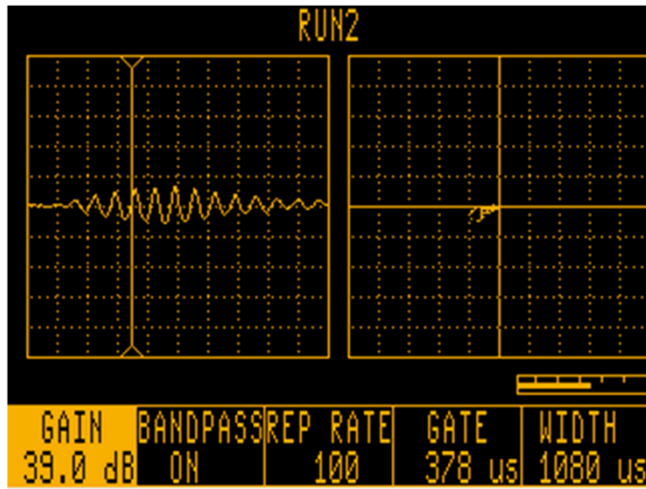 RUN2
GAIN BANDPASS REP RATE GATE WIDTH
39.0 dB ON 100 378 us 1080 us